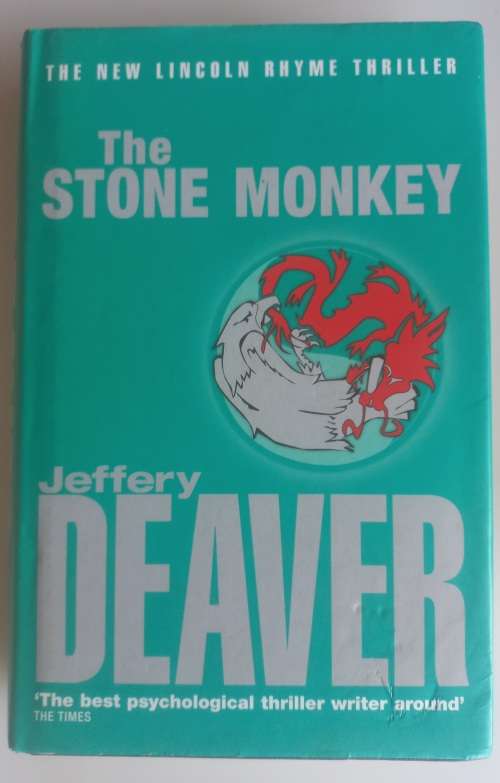 THE NEW LINCOLN RHYME THRILLER
The
STONE MONKEY
Jeffery
DEAVER
'The best psychological thriller writer around'
THE TIMES